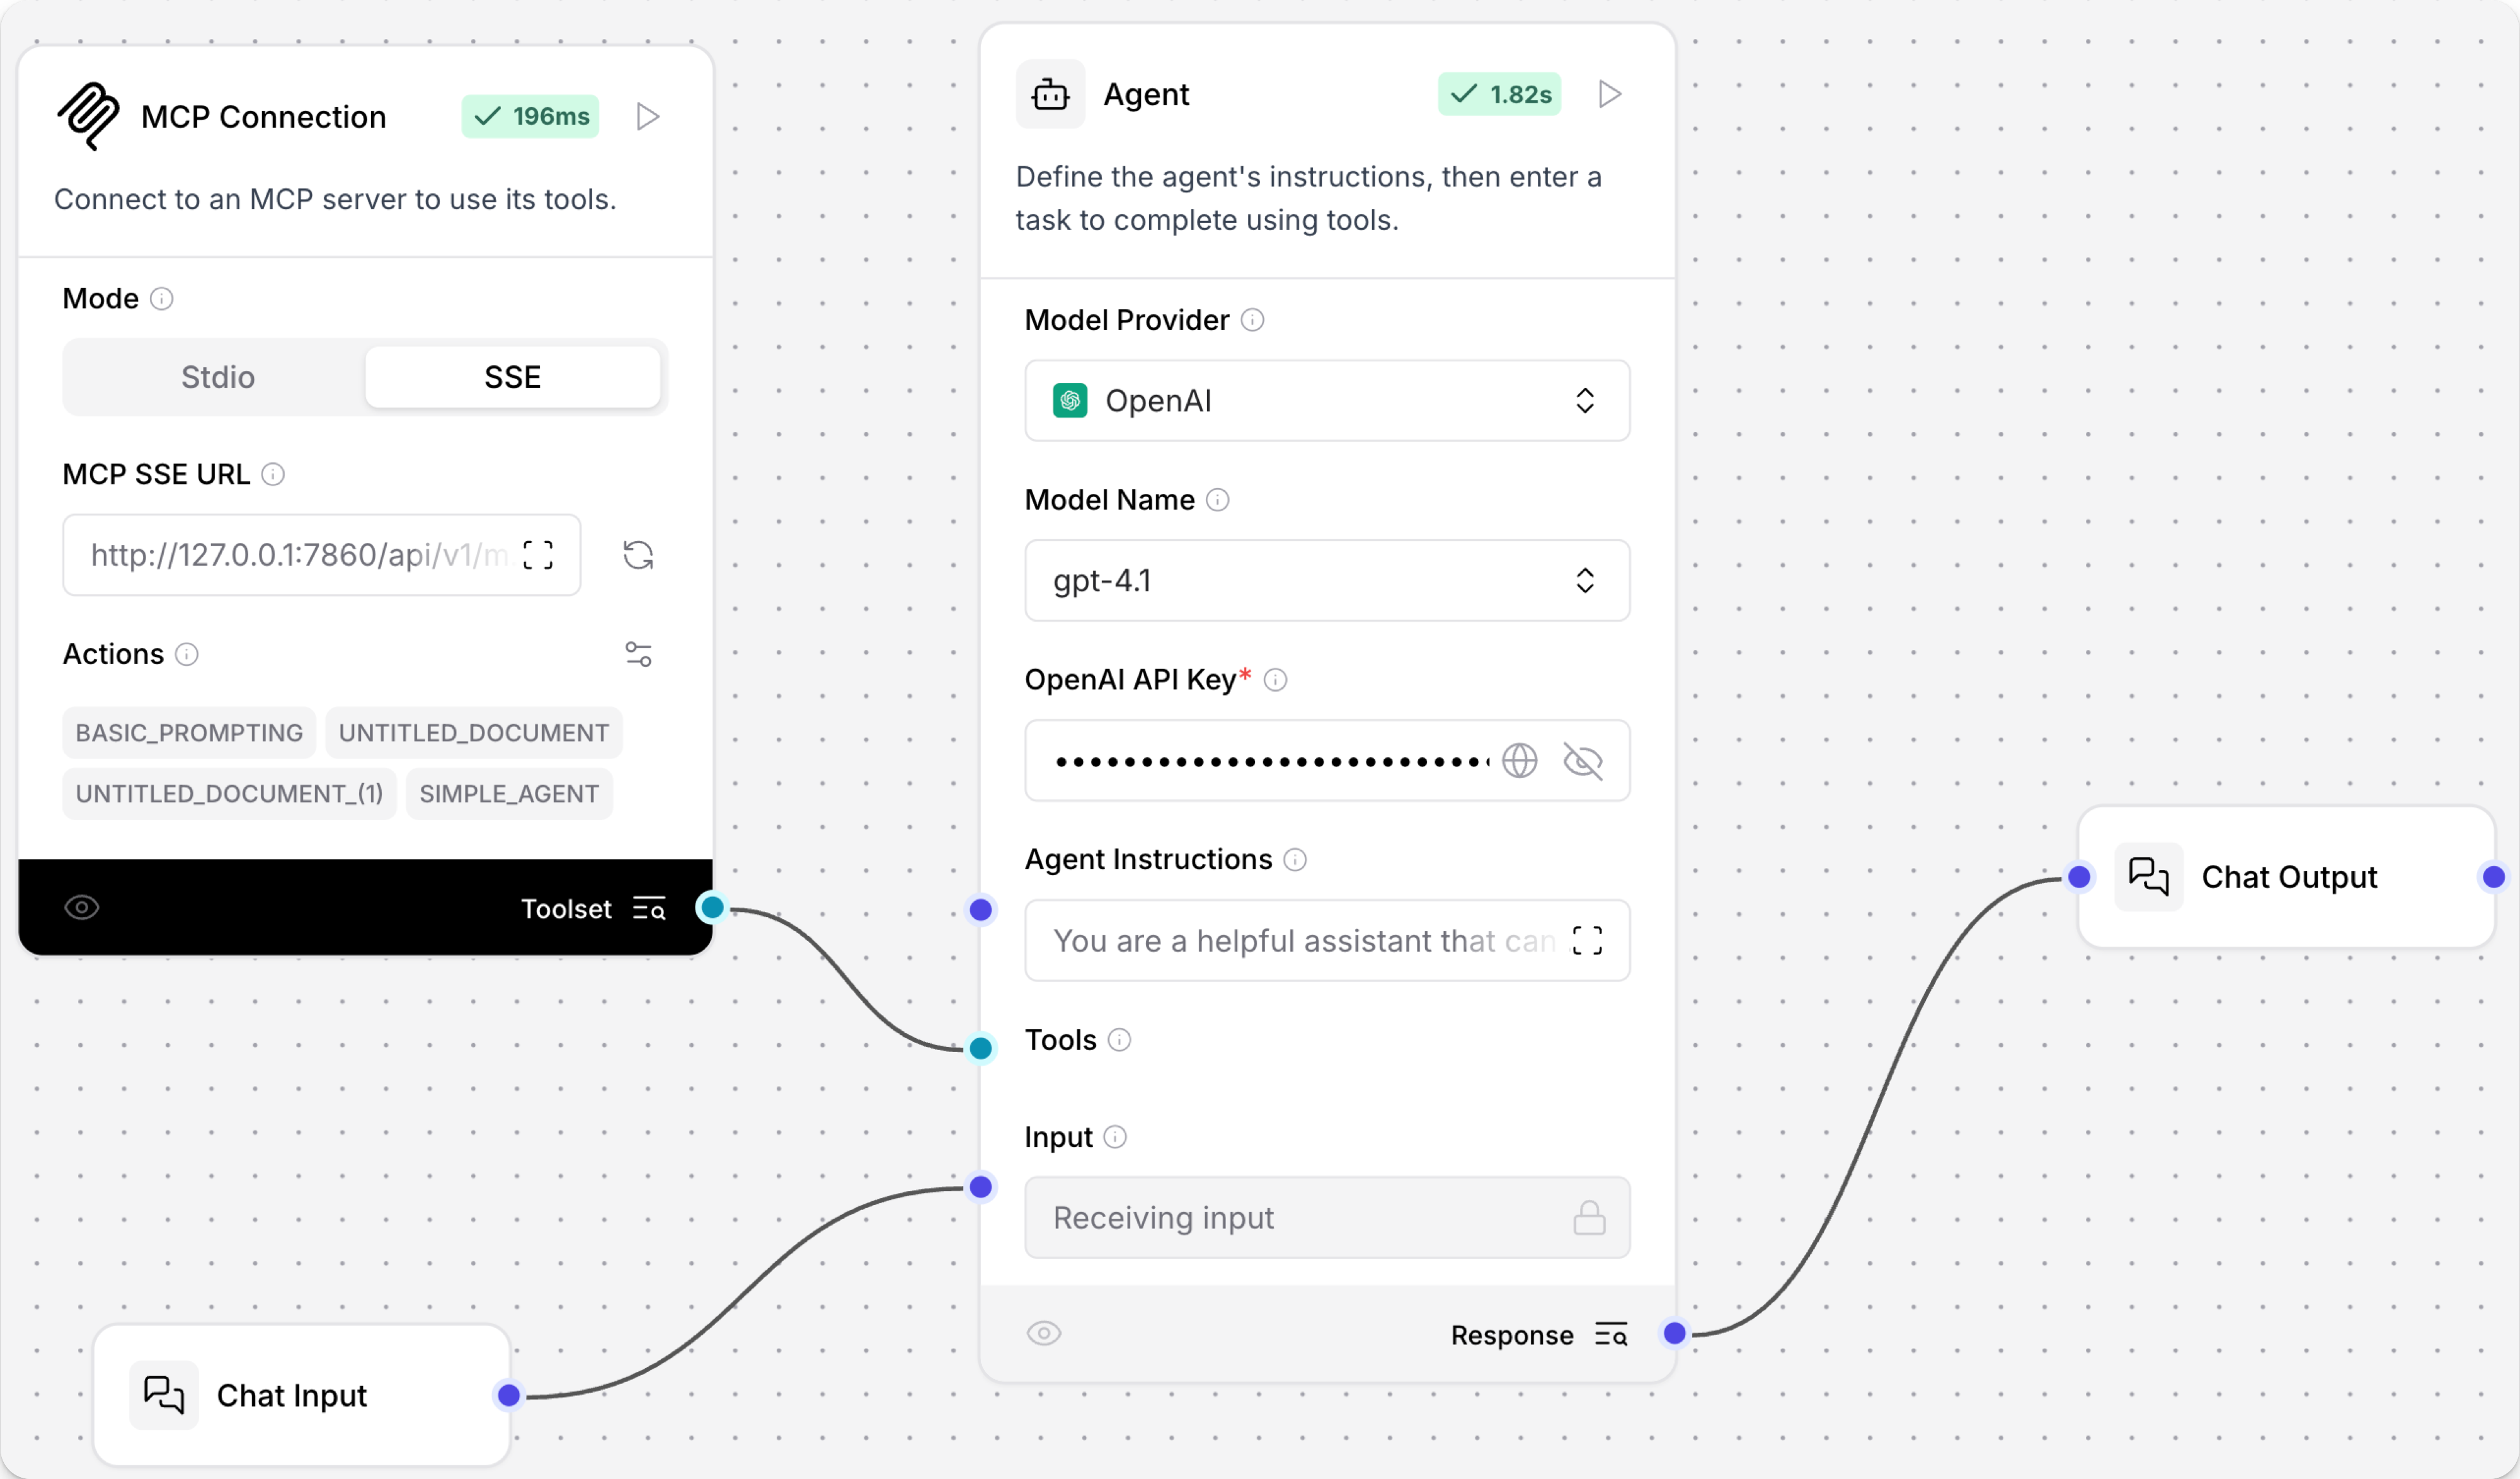 MCP Connection
196ms
Connect to an MCP server to use its tools.
Mode
Stdio
SSE
MCP SSE URL
http://127.0.0.1:7860/api/v1/m
Actions
BASIC_PROMPTING
UNTITLED_DOCUMENT
UNTITLED_DOCUMENT_(1)
SIMPLE_AGENT
Toolset
Chat Input
Agent
1.82s
Define the agent's instructions, then enter a
task to complete using tools.
Model Provider
OpenAI
Model Name
gpt-4.1
OpenAI API Key*
Agent Instructions
You are a helpful assistant that can
Tools
Input
Receiving input
Response
Chat Output